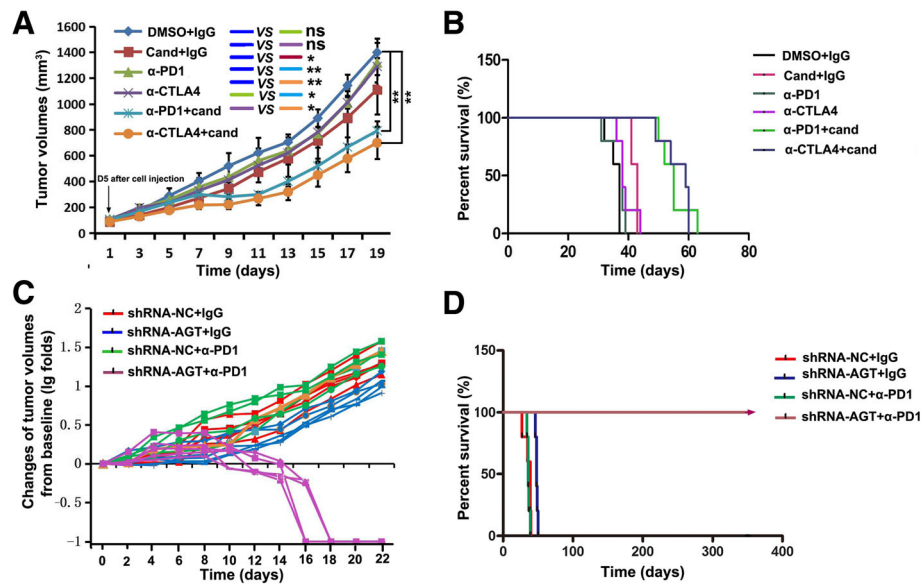 A
Tumor volumes (mm³)
1600
1400
1200
1000
800
600
400
200
0
DMSO+IgG
Cand+IgG
α-PD1
α-CTLA4
α-PD1+cand
α-CTLA4+cand
VS ns
VS ns
VS *
VS **
VS **
VS *
VS *
**
**
D5 after cell injection
1 3 5 7 9 11 13 15 17 19
Time (days)
B
Percent survival (%)
100
50
0
0 20 40 60 80
Time (days)
DMSO+IgG
Cand+IgG
α-PD1
α-CTLA4
α-PD1+cand
α-CTLA4+cand
C
Changes of tumor volumes
from baseline (lg folds)
2
1.5
1
0.5
0
-0.5
-1
shRNA-NC+IgG
shRNA-AGT+IgG
shRNA-NC+α-PD1
shRNA-AGT+α-PD1
0 2 4 6 8 10 12 14 16 18 20 22
Time (days)
D
Percent survival (%)
150
100
50
0
0 100 200 300 400
Time (days)
shRNA-NC+IgG
shRNA-AGT+IgG
shRNA-NC+α-PD1
shRNA-AGT+α-PD1